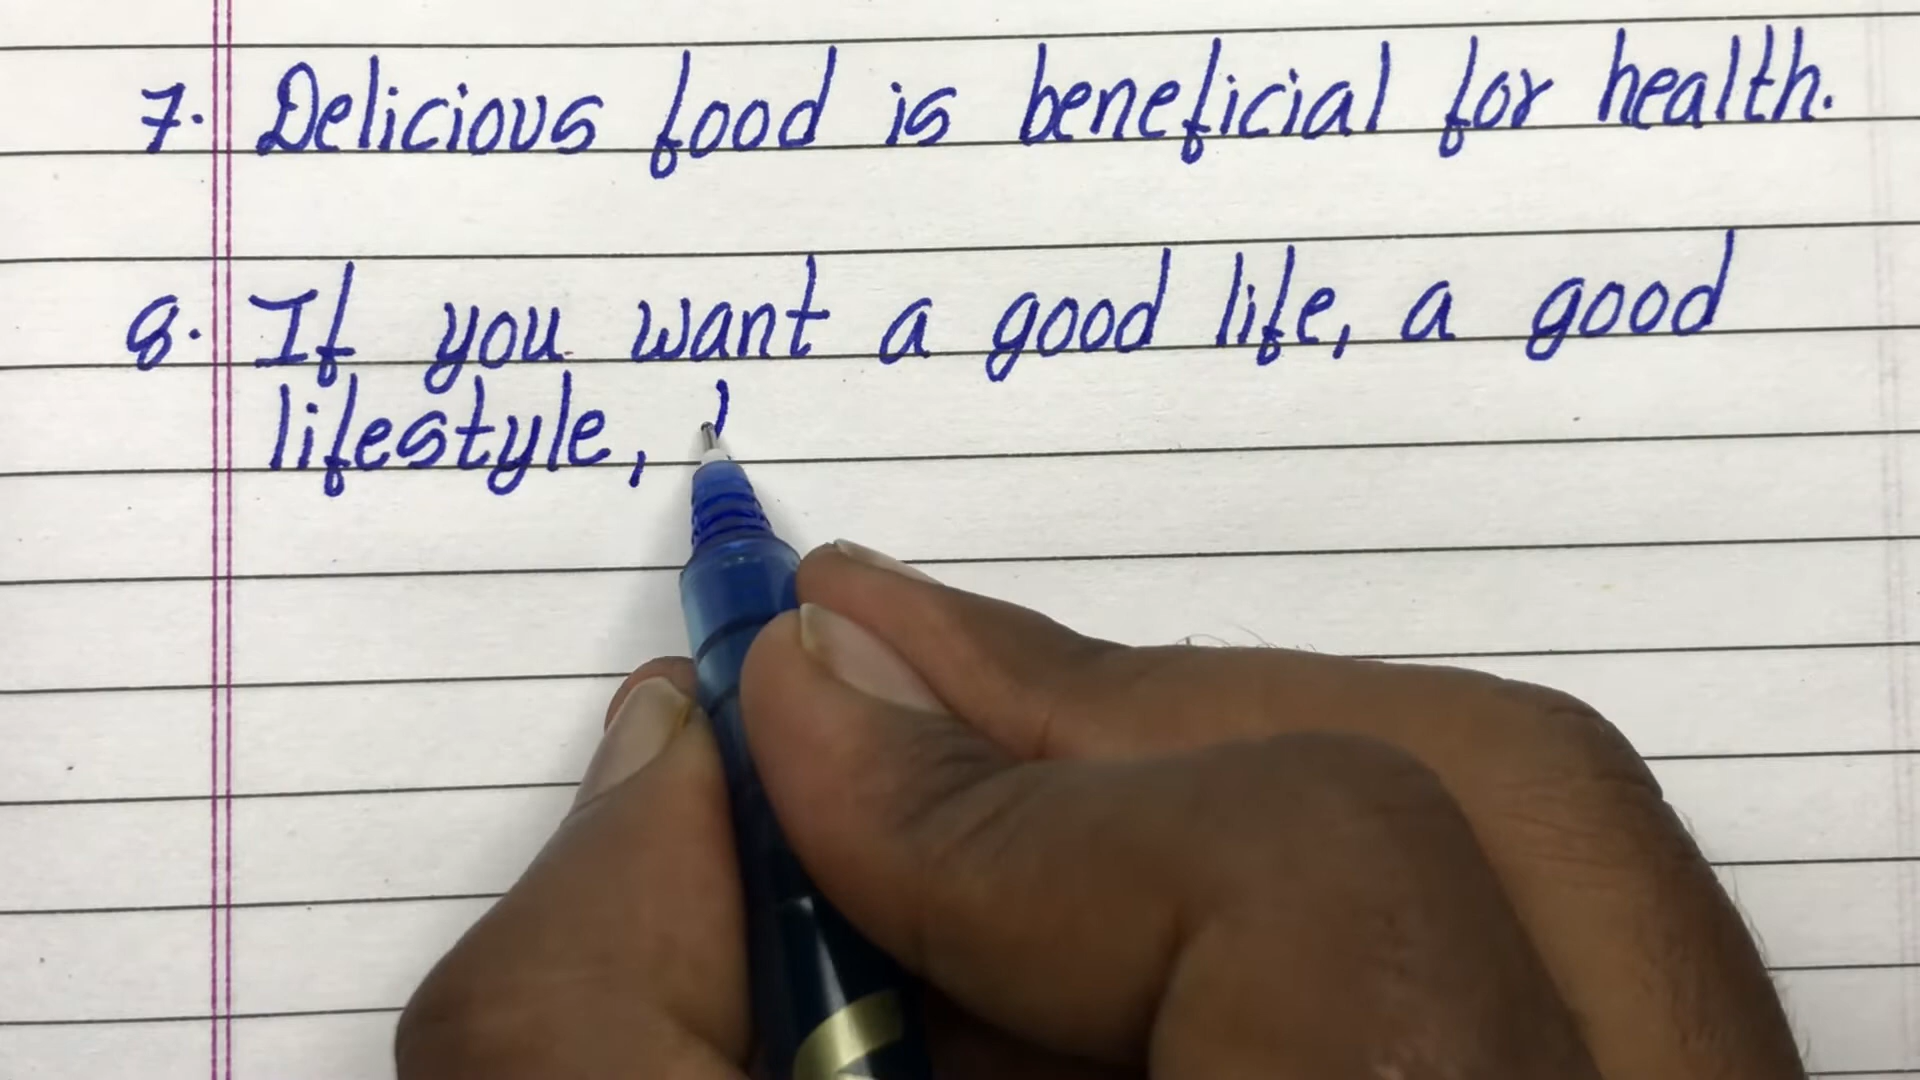 7. Delicious food is beneficial for health.
8. If you want a good life, a good
lifestyle,